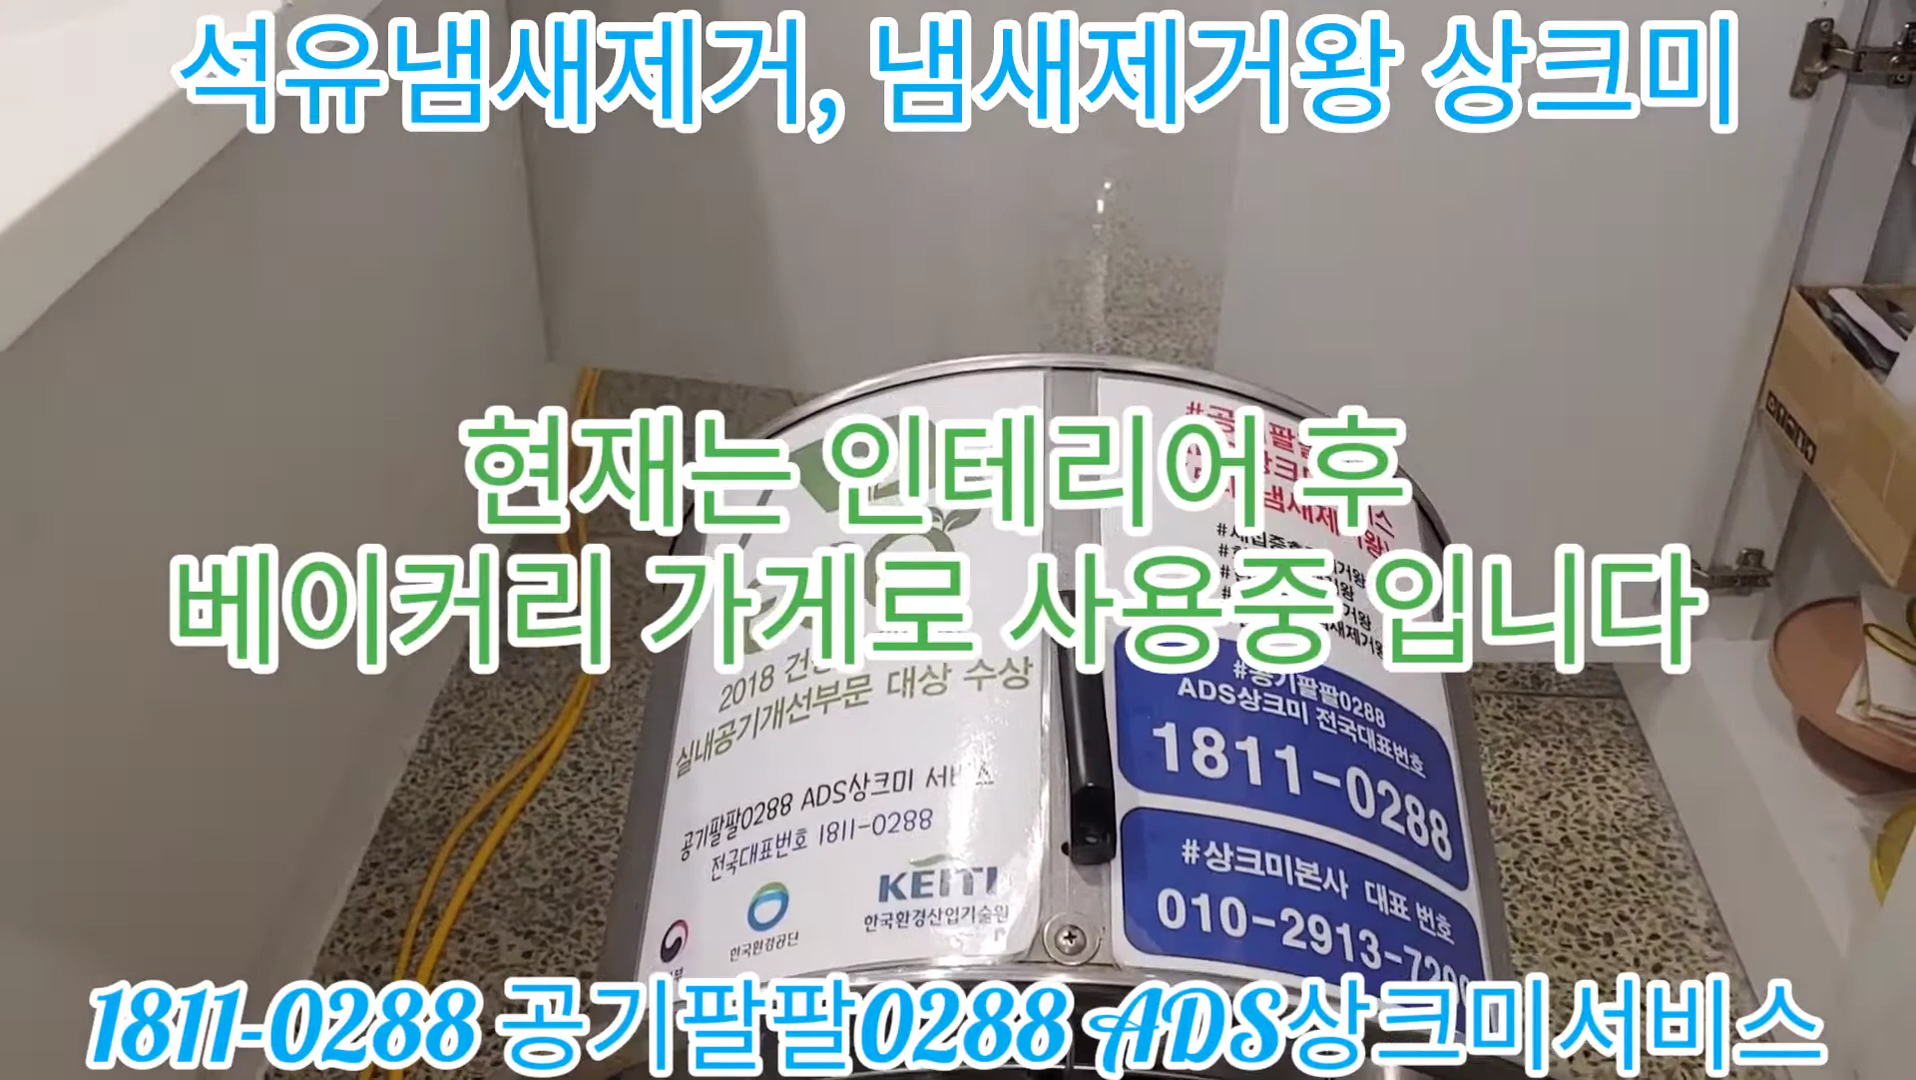 석유냄새제거, 냄새제거왕 상크미
현재는 인테리어 후
베이커리 가게로 사용중 입니다
2018
실내공기개선부문 대상 수상
공기팔팔0288 ADS상크미 서비스
전국대표번호 1811-0288
한국환경공단
KEITI
한국환경산업기술원
#공기팔팔0288
ADS상크미 전국대표번호
1811-0288
#상크미본사 대표 번호
010-2913-7200
1811-0288 공기팔팔0288 ADS상크미서비스